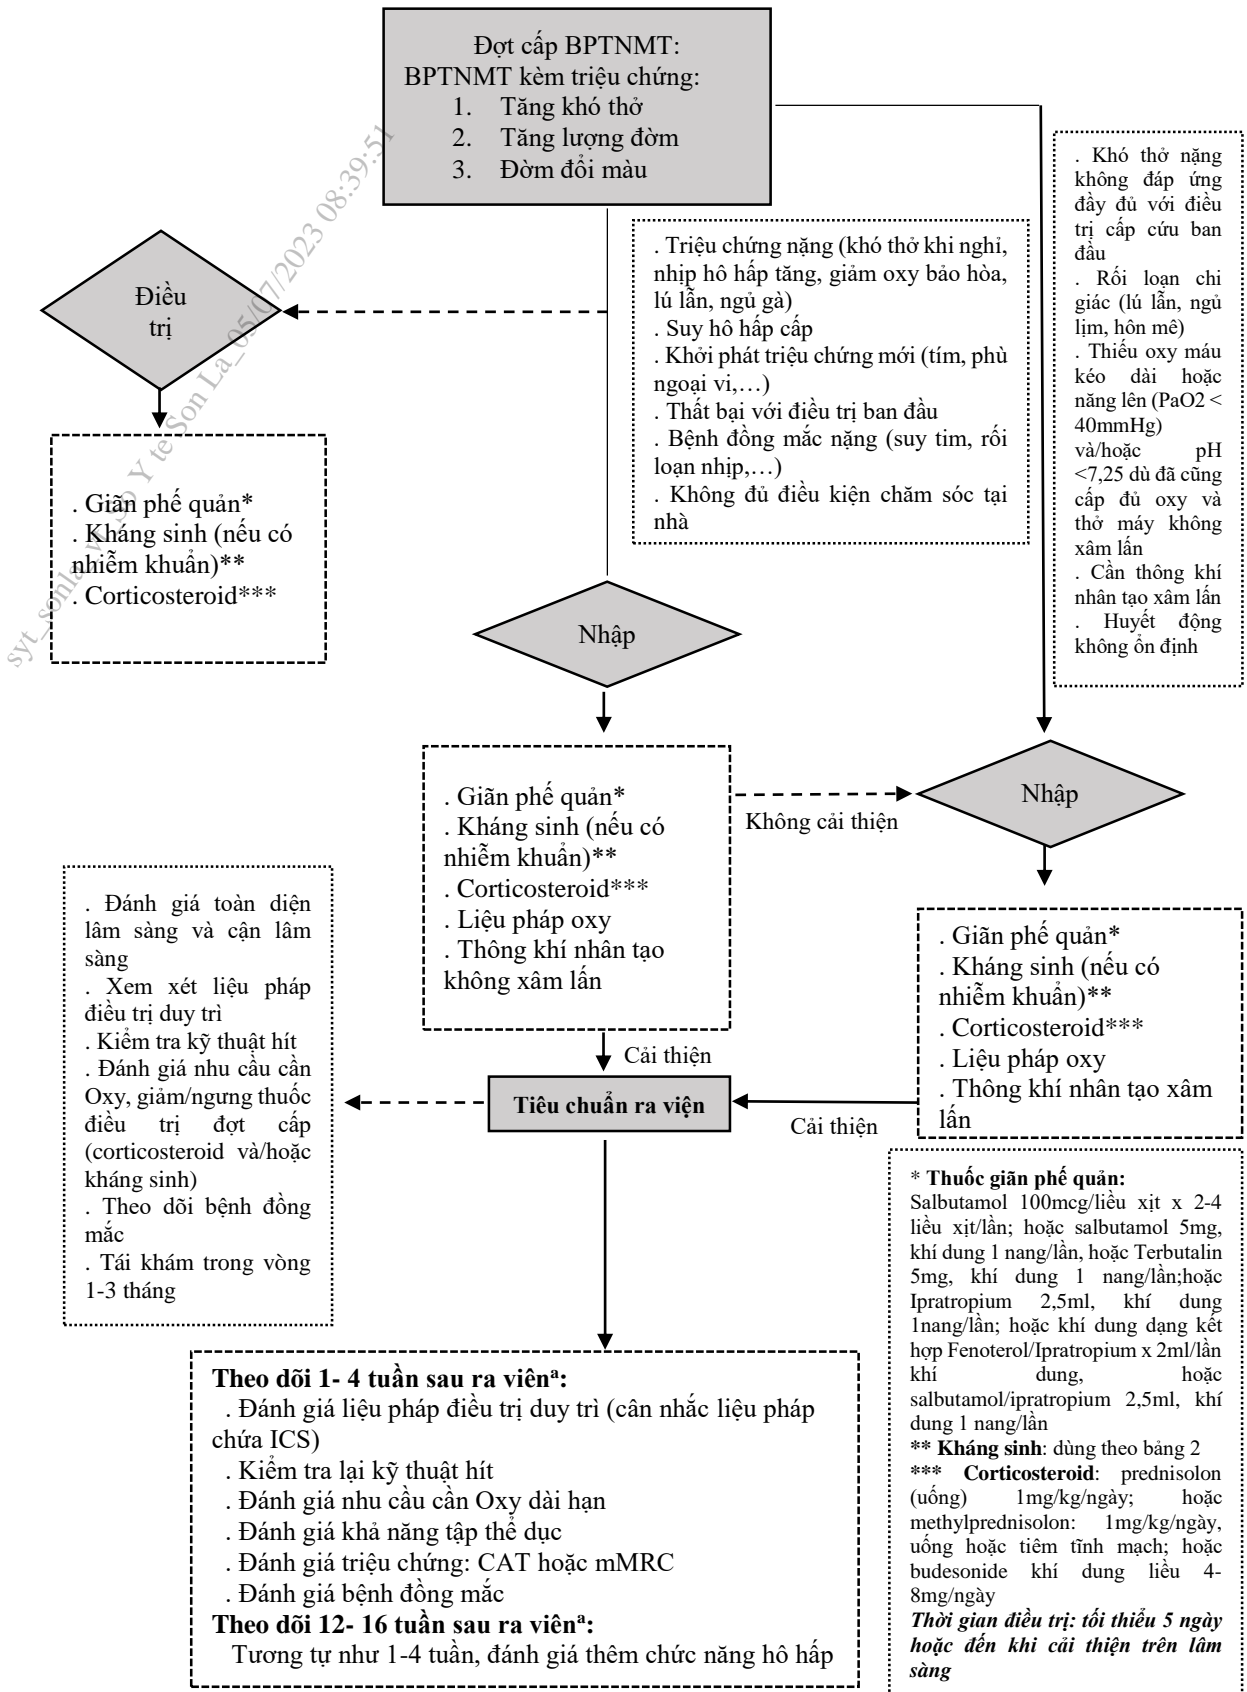 Đợt cấp BPTNMT:
BPTNMT kèm triệu chứng:
1. Tăng khó thở
2. Tăng lượng đờm
3. Đờm đổi màu
syt_sonla_vt_So Y te Son La_05/07/2023 08:39:51
Điều
trị
. Giãn phế quản*
. Kháng sinh (nếu có
nhiễm khuẩn)**
. Corticosteroid***
. Triệu chứng nặng (khó thở khi nghỉ,
nhịp hô hấp tăng, giảm oxy bảo hòa,
lú lẫn, ngủ gà)
. Suy hô hấp cấp
. Khởi phát triệu chứng mới (tím, phù
ngoại vi,…)
. Thất bại với điều trị ban đầu
. Bệnh đồng mắc nặng (suy tim, rối
loạn nhịp,…)
. Không đủ điều kiện chăm sóc tại
nhà
. Khó thở nặng
không đáp ứng
đầy đủ với điều
trị cấp cứu ban
đầu
. Rối loạn chi
giác (lú lẫn, ngủ
lịm, hôn mê)
. Thiếu oxy máu
kéo dài hoặc
năng lên (PaO2 <
40mmHg)
và/hoặc pH
<7,25 dù đã cũng
cấp đủ oxy và
thở máy không
xâm lấn
. Cần thông khí
nhân tạo xâm lấn
. Huyết động
không ổn định
Nhập
. Giãn phế quản*
. Kháng sinh (nếu có
nhiễm khuẩn)**
. Corticosteroid***
. Liệu pháp oxy
. Thông khí nhân tạo
không xâm lấn
Không cải thiện
Nhập
. Giãn phế quản*
. Kháng sinh (nếu có
nhiễm khuẩn)**
. Corticosteroid***
. Liệu pháp oxy
. Thông khí nhân tạo xâm
lấn
Cải thiện
Tiêu chuẩn ra viện
Cải thiện
. Đánh giá toàn diện
lâm sàng và cận lâm
sàng
. Xem xét liệu pháp
điều trị duy trì
. Kiểm tra kỹ thuật hít
. Đánh giá nhu cầu cần
Oxy, giảm/ngưng thuốc
điều trị đợt cấp
(corticosteroid và/hoặc
kháng sinh)
. Theo dõi bệnh đồng
mắc
. Tái khám trong vòng
1-3 tháng
Theo dõi 1- 4 tuần sau ra viênᵃ:
. Đánh giá liệu pháp điều trị duy trì (cân nhắc liệu pháp
chứa ICS)
. Kiểm tra lại kỹ thuật hít
. Đánh giá nhu cầu cần Oxy dài hạn
. Đánh giá khả năng tập thể dục
. Đánh giá triệu chứng: CAT hoặc mMRC
. Đánh giá bệnh đồng mắc
Theo dõi 12- 16 tuần sau ra viênᵃ:
Tương tự như 1-4 tuần, đánh giá thêm chức năng hô hấp
* Thuốc giãn phế quản:
Salbutamol 100mcg/liều xịt x 2-4
liều xịt/lần; hoặc salbutamol 5mg,
khí dung 1 nang/lần, hoặc Terbutalin
5mg, khí dung 1 nang/lần;hoặc
Ipratropium 2,5ml, khí dung
1nang/lần; hoặc khí dung dạng kết
hợp Fenoterol/Ipratropium x 2ml/lần
khí dung, hoặc
salbutamol/ipratropium 2,5ml, khí
dung 1 nang/lần
** Kháng sinh: dùng theo bảng 2
*** Corticosteroid: prednisolon
(uống) 1mg/kg/ngày; hoặc
methylprednisolon: 1mg/kg/ngày,
uống hoặc tiêm tĩnh mạch; hoặc
budesonide khí dung liều 4-
8mg/ngày
Thời gian điều trị: tối thiểu 5 ngày
hoặc đến khi cải thiện trên lâm
sàng